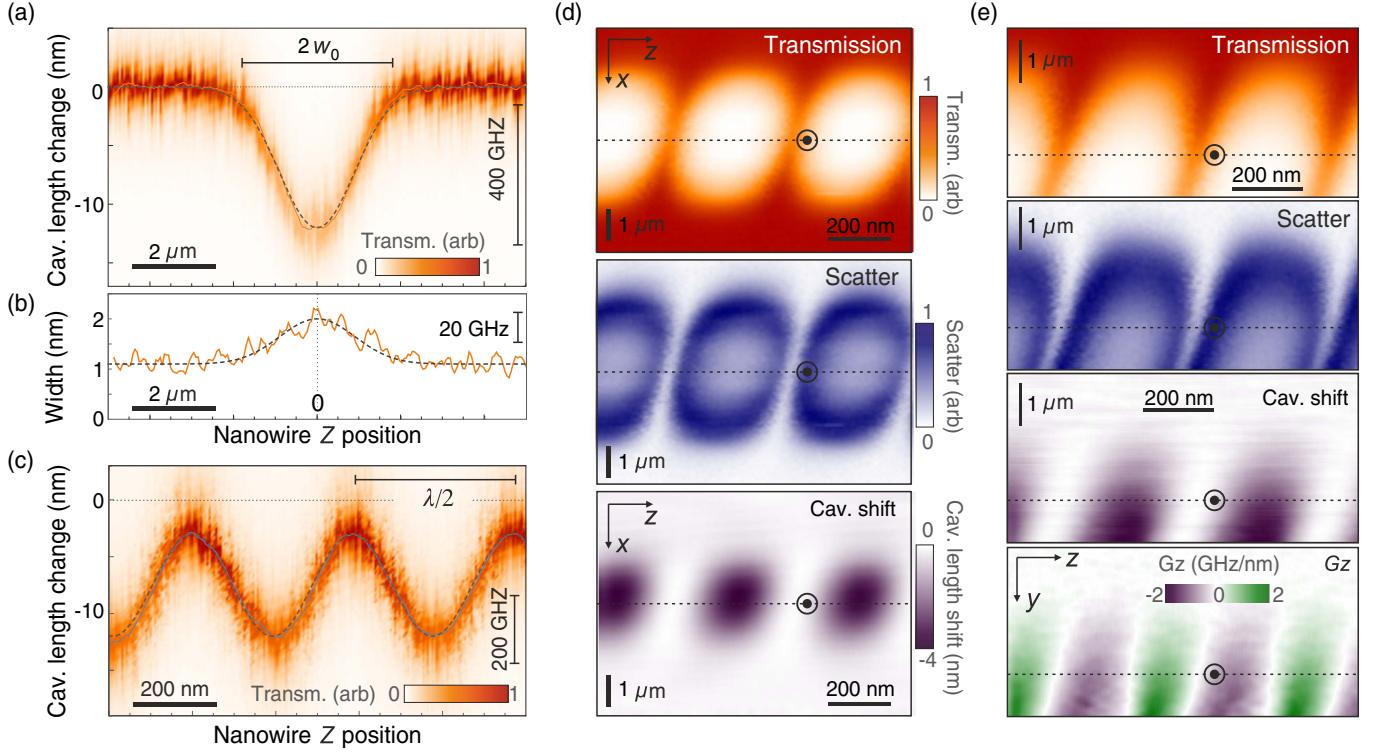 (a)
Cav. length change (nm)
0
-10
2 w0
400 GHZ
2 μm
Transm. (arb)
0
1
(b)
Width (nm)
2
1
0
20 GHz
2 μm
0
Nanowire Z position
(c)
Cav. length change (nm)
0
-10
λ/2
200 GHZ
200 nm
Transm. (arb)
0
1
Nanowire Z position
(d)
Transmission
z
x
1 μm
200 nm
1
Transm. (arb)
0
Scatter
1 μm
1
Scatter (arb)
0
Cav. shift
z
x
1 μm
200 nm
0
Cav. length shift (nm)
-4
(e)
Transmission
1 μm
200 nm
Scatter
1 μm
1 μm
200 nm
Cav. shift
z
y
Gz (GHz/nm)
-2 0 2
Gz